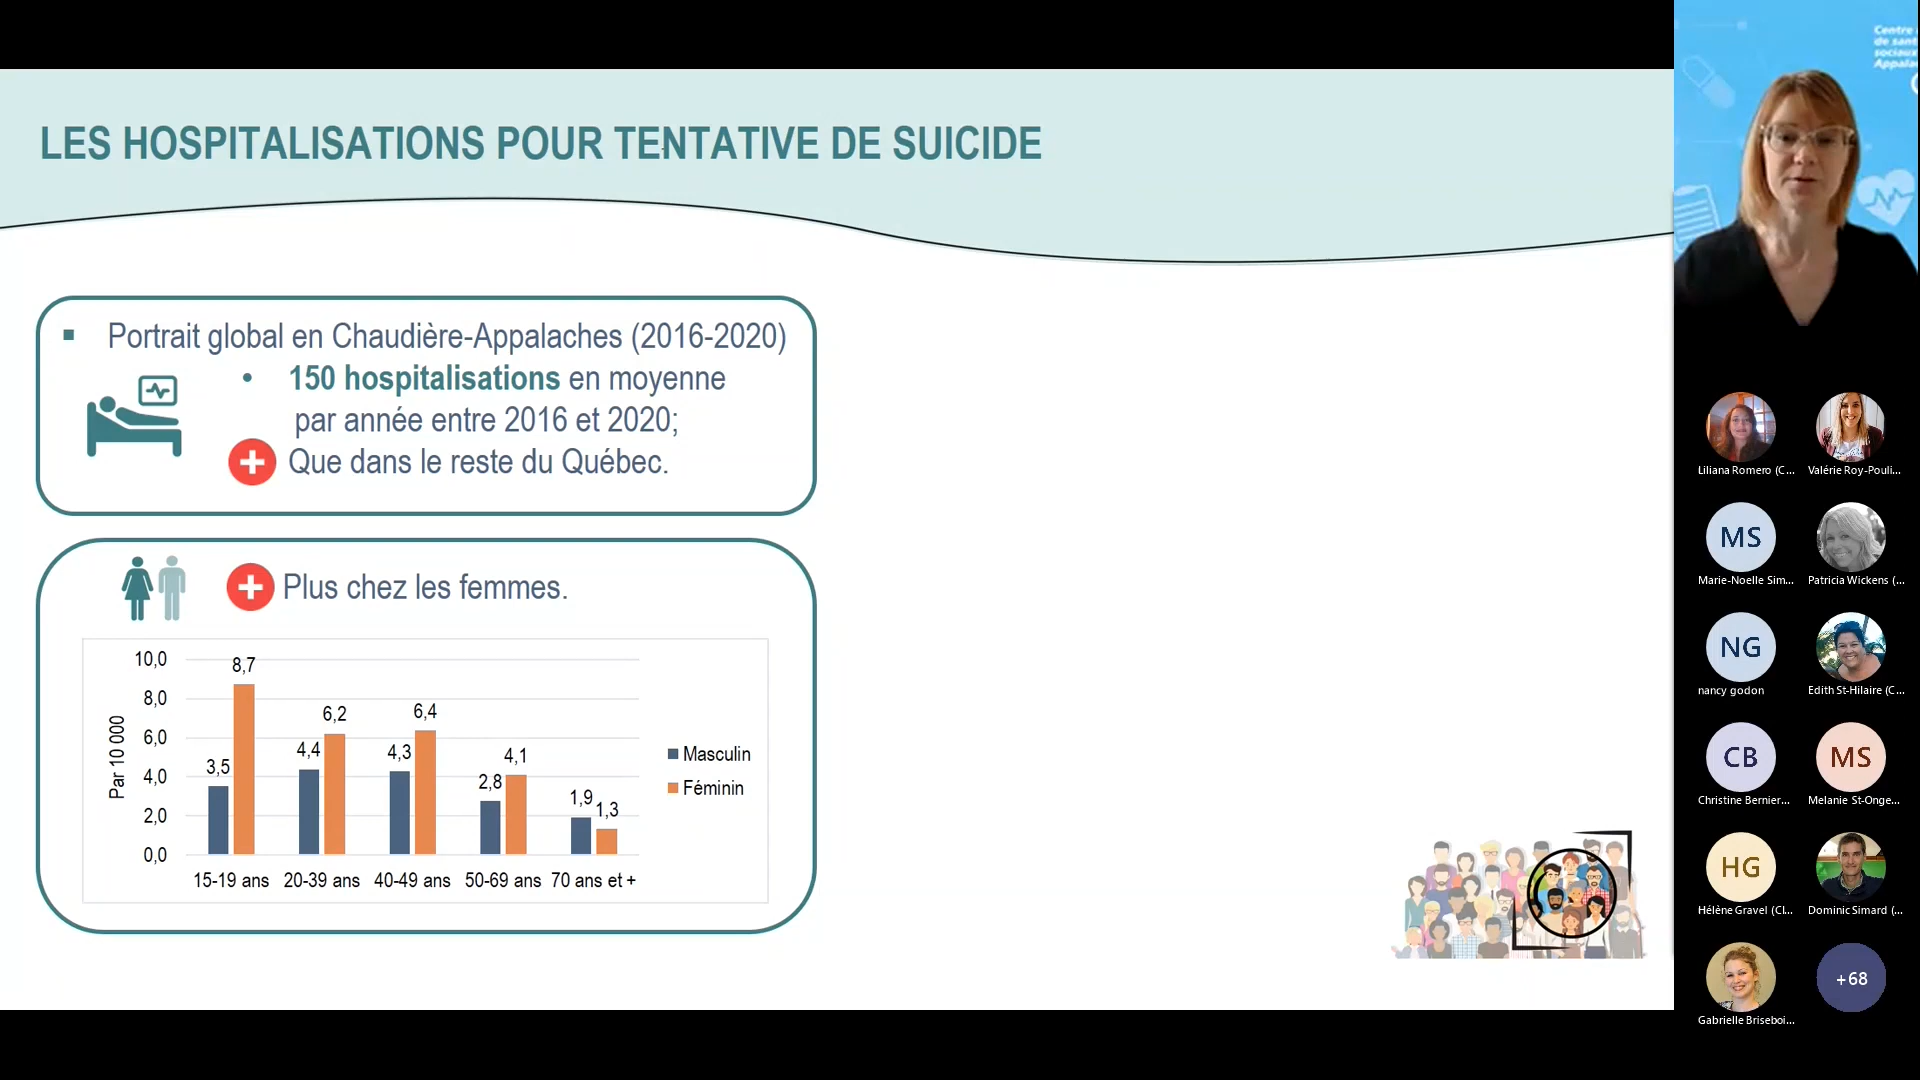 LES HOSPITALISATIONS POUR TENTATIVE DE SUICIDE
▪ Portrait global en Chaudière-Appalaches (2016-2020)
• 150 hospitalisations en moyenne
par année entre 2016 et 2020;
+ Que dans le reste du Québec.
+ Plus chez les femmes.
Par 10 000
10,0
8,0
6,0
4,0
2,0
0,0
3,5 8,7
4,4 6,2
4,3 6,4
2,8 4,1
1,9 1,3
15-19 ans 20-39 ans 40-49 ans 50-69 ans 70 ans et +
Masculin
Féminin
Centre
de sant
sociaux
Appala
Liliana Romero (C... Valérie Roy-Pouli...
MS
Marie-Noelle Sim... Patricia Wickens (...
NG
nancy godon Edith St-Hilaire (C...
CB MS
Christine Bernier... Melanie St-Onge...
HG
Hélène Gravel (CI... Dominic Simard (...
+68
Gabrielle Briseboi...